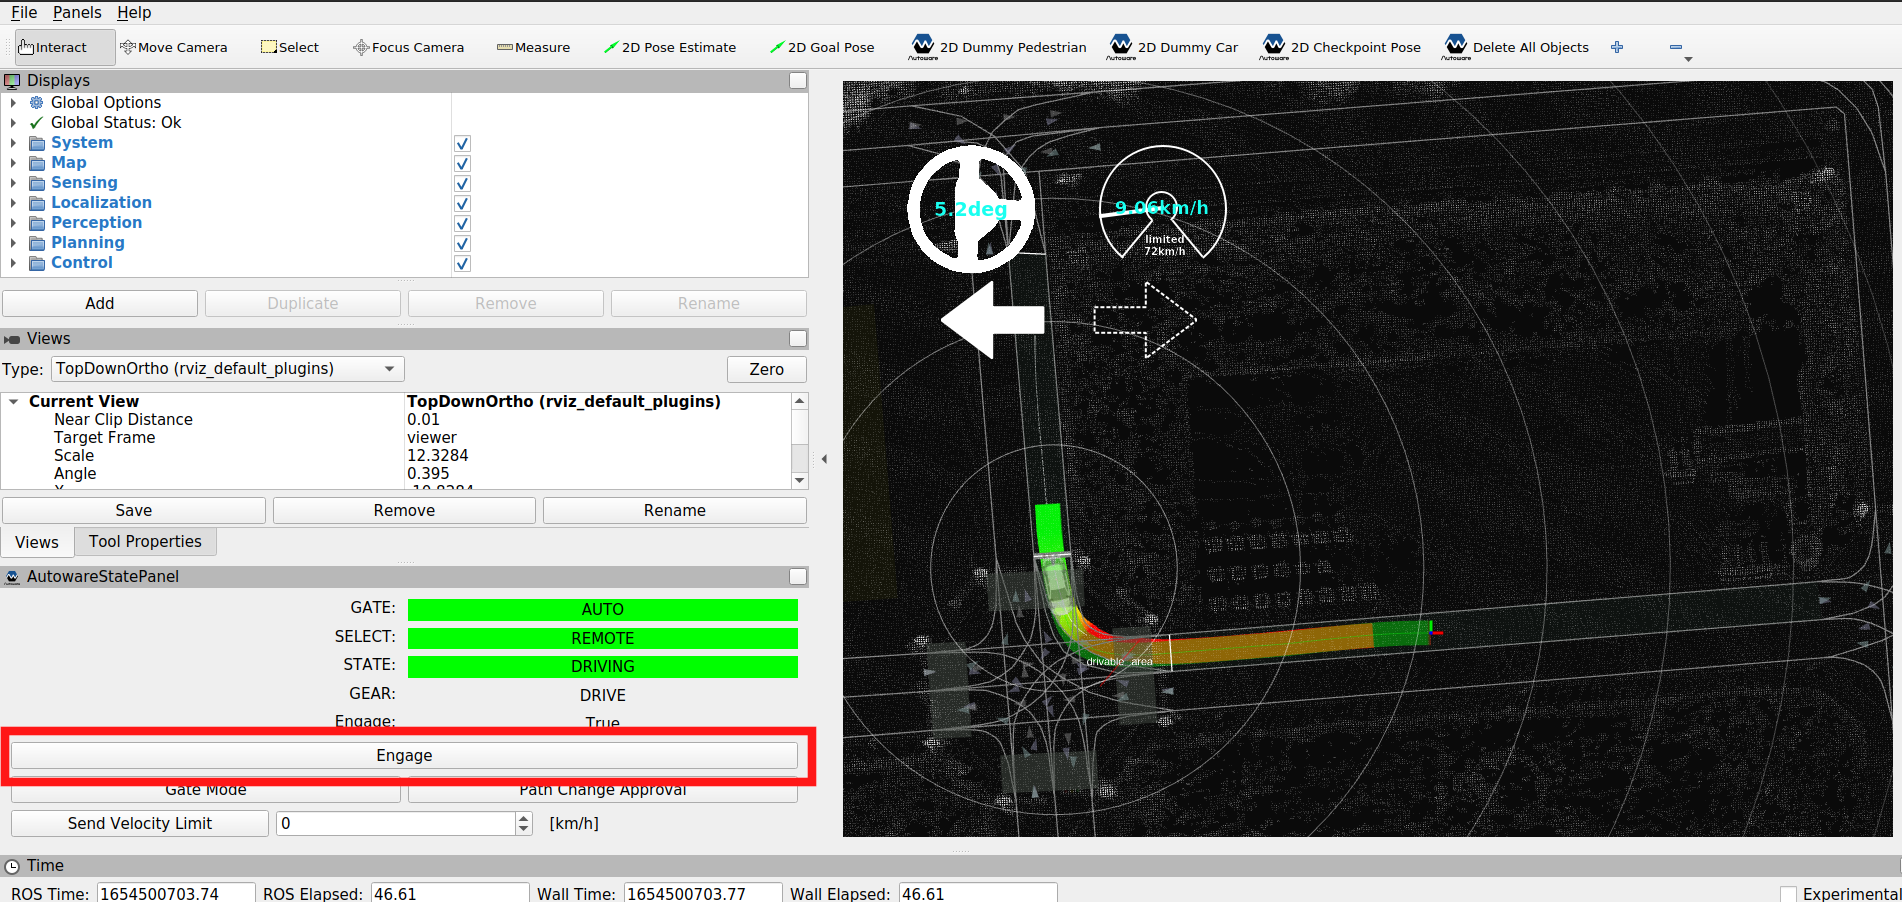 File Panels Help
Interact Move Camera Select Focus Camera Measure 2D Pose Estimate 2D Goal Pose 2D Dummy Pedestrian 2D Dummy Car 2D Checkpoint Pose Delete All Objects
Autoware Autoware Autoware Autoware
Displays
Global Options
Global Status: Ok
System
Map
Sensing
Localization
Perception
Planning
Control
Add Duplicate Remove Rename
Views
Type: TopDownOrtho (rviz_default_plugins) Zero
Current View TopDownOrtho (rviz_default_plugins)
Near Clip Distance 0.01
Target Frame viewer
Scale 12.3284
Angle 0.395
Save Remove Rename
Views Tool Properties
AutowareStatePanel
GATE: AUTO
SELECT: REMOTE
STATE: DRIVING
GEAR: DRIVE
Engage: True
Engage
Gate Mode Path Change Approval
Send Velocity Limit 0 [km/h]
5.2deg
9.06km/h
limited
72km/h
drivable_area
Time
ROS Time: 1654500703.74 ROS Elapsed: 46.61 Wall Time: 1654500703.77 Wall Elapsed: 46.61 Experimental